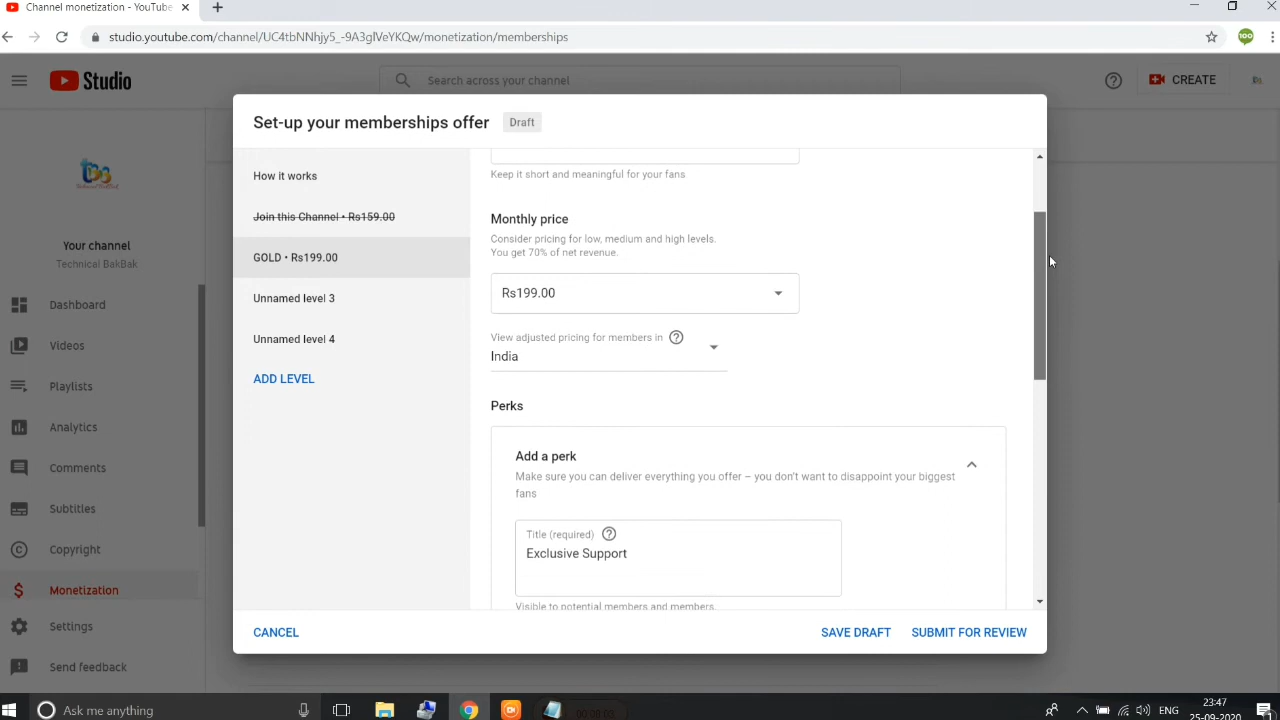 Channel monetization - YouTube
studio.youtube.com/channel/UC4tbNNhjy5_-9A3gIVeYKQw/monetization/memberships
100
Studio
Search across your channel
CREATE
Set-up your memberships offer
Draft
How it works
Join this Channel • Rs159.00
GOLD • Rs199.00
Unnamed level 3
Unnamed level 4
ADD LEVEL
Keep it short and meaningful for your fans
Monthly price
Consider pricing for low, medium and high levels.
You get 70% of net revenue.
Rs199.00
View adjusted pricing for members in
India
Perks
Add a perk
Make sure you can deliver everything you offer – you don't want to disappoint your biggest
fans
Title (required)
Exclusive Support
Visible to potential members and members.
CANCEL
SAVE DRAFT
SUBMIT FOR REVIEW
tbs
Your channel
Technical BakBak
Dashboard
Videos
Playlists
Analytics
Comments
Subtitles
Copyright
Monetization
Settings
Send feedback
Ask me anything
ENG
23:47
25-09-2020